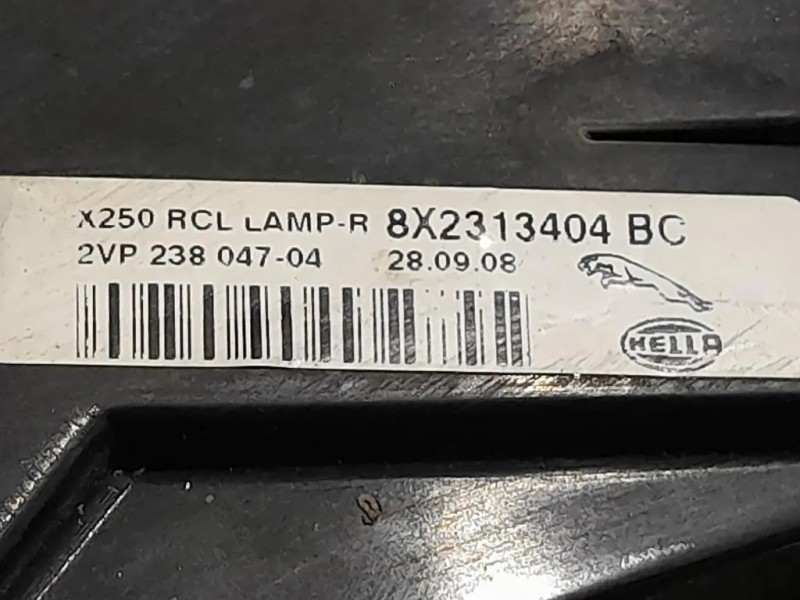 X250 RCL LAMP-R 8X2313404 BC
2VP 238 047-04 28.09.08
HELLA